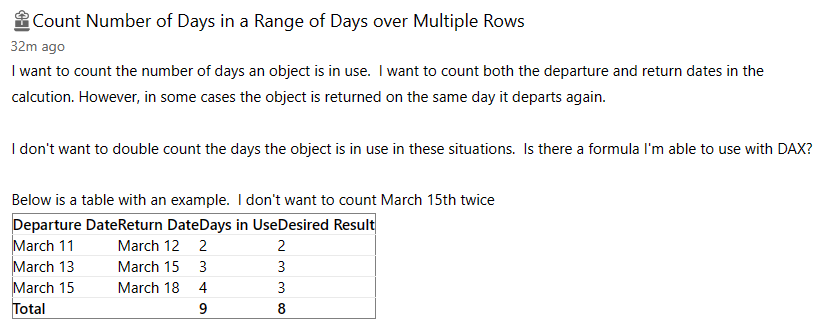 Count Number of Days in a Range of Days over Multiple Rows
32m ago
I want to count the number of days an object is in use.  I want to count both the departure and return dates in the
calcution. However, in some cases the object is returned on the same day it departs again.
I don't want to double count the days the object is in use in these situations.  Is there a formula I'm able to use with DAX?
Below is a table with an example.  I don't want to count March 15th twice
Departure Date Return Date Days in Use Desired Result
March 11 March 12 2 2
March 13 March 15 3 3
March 15 March 18 4 3
Total 9 8